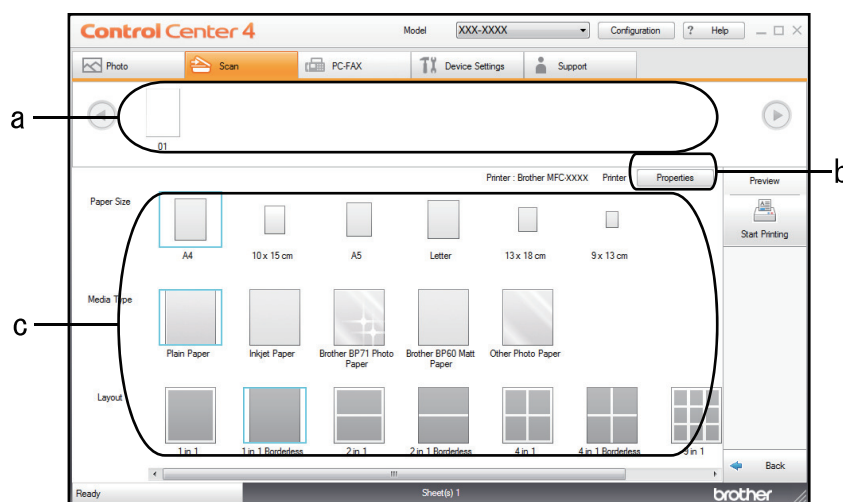 Control Center 4
Model XXX-XXXX Configuration ? Help
Photo Scan PC-FAX Device Settings Support
a
01
b
Printer : Brother MFC-XXXX Printer Properties Preview
Paper Size
Start Printing
A4 10 x 15 cm A5 Letter 13 x 18 cm 9 x 13 cm
Media Type
c
Plain Paper Inkjet Paper Brother BP71 Photo Paper Brother BP60 Matt Paper Other Photo Paper
Layout
1 in 1 1 in 1 Borderless 2 in 1 2 in 1 Borderless 4 in 1 4 in 1 Borderless 9 in 1
Back
Ready Sheet(s) 1 brother